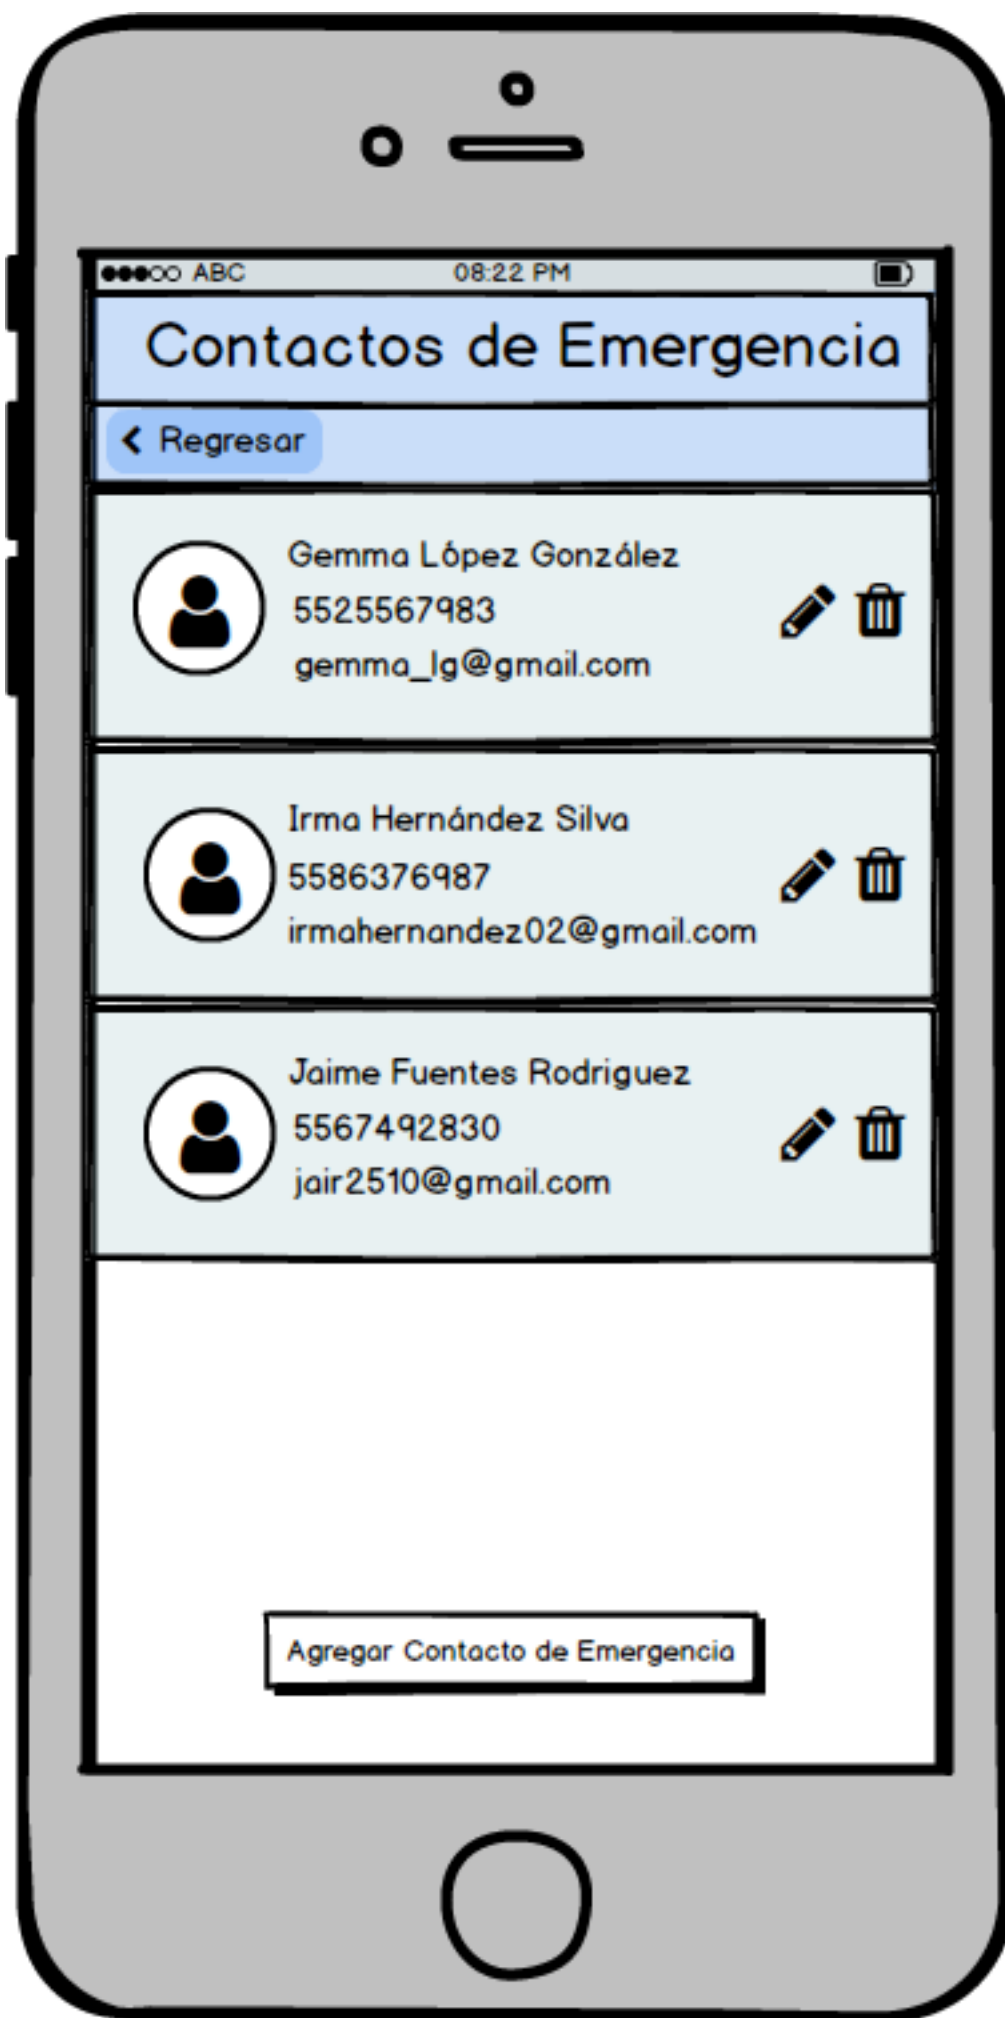 ABC 08:22 PM
Contactos de Emergencia
Regresar
Gemma López González
5525567983
gemma_lg@gmail.com
Irma Hernández Silva
5586376987
irmahernandez02@gmail.com
Jaime Fuentes Rodriguez
5567492830
jair2510@gmail.com
Agregar Contacto de Emergencia